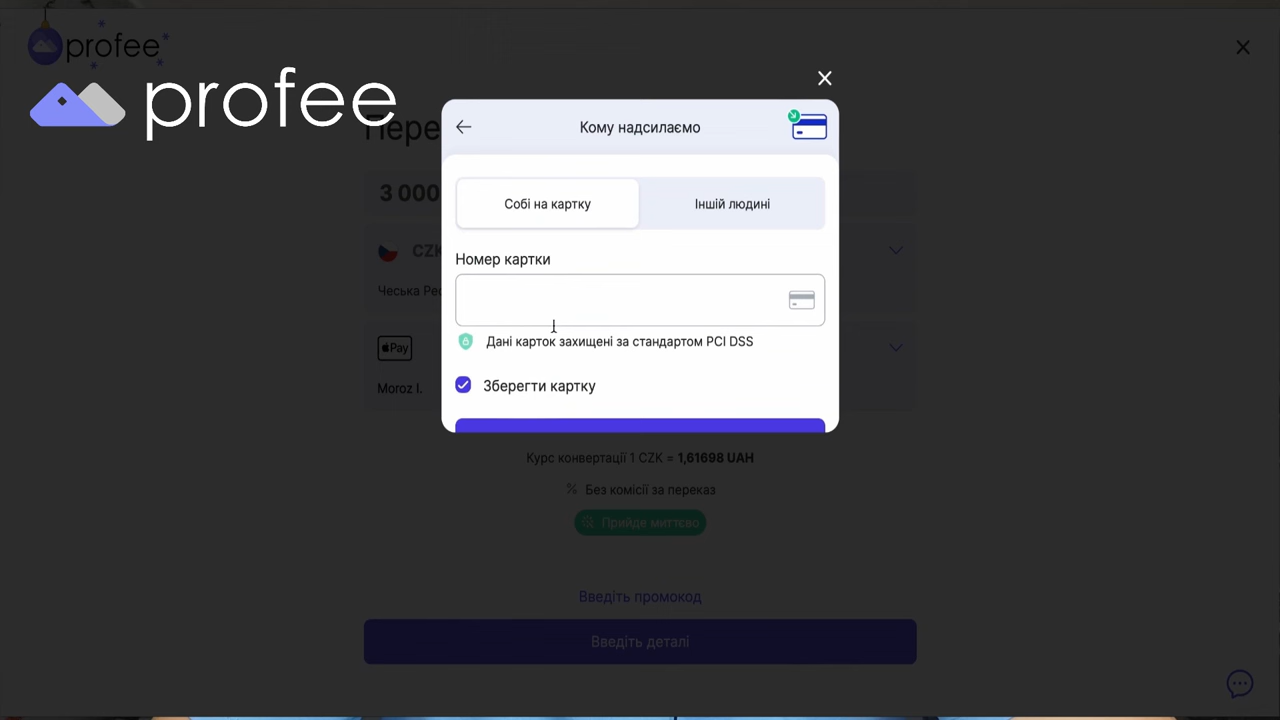 profee
profee
Пере
Кому надсилаємо
3 000
Собі на картку
Іншій людині
CZK
Номер картки
Чеська Рес
Дані карток захищені за стандартом PCI DSS
Pay
Moroz I.
Зберегти картку
Курс конвертації 1 CZK = 1,61698 UAH
% Без комісії за переказ
Прийде миттєво
Введіть промокод
Введіть деталі